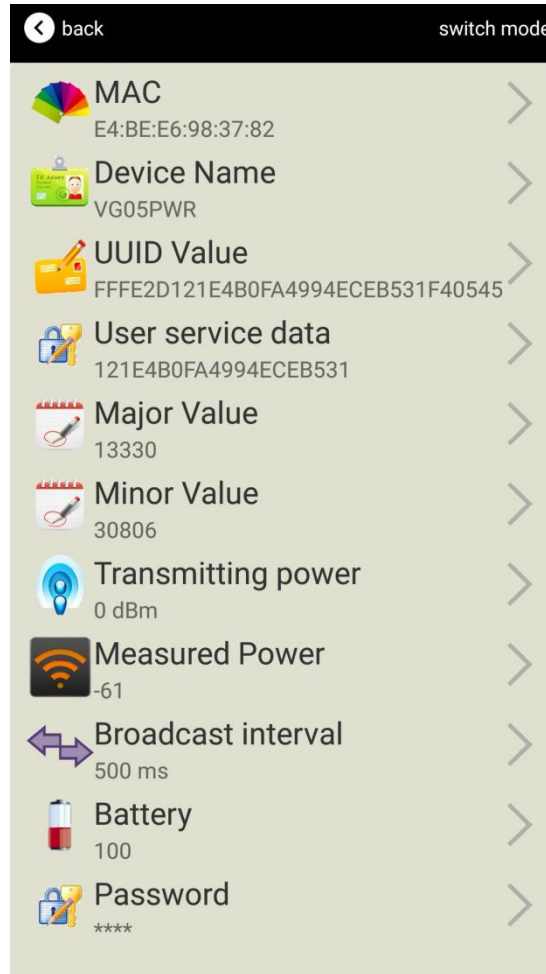 back
switch mode
MAC
E4:BE:E6:98:37:82
Device Name
VG05PWR
UUID Value
FFFE2D121E4B0FA4994ECEB531F40545
User service data
121E4B0FA4994ECEB531
Major Value
13330
Minor Value
30806
Transmitting power
0 dBm
Measured Power
-61
Broadcast interval
500 ms
Battery
100
Password
****